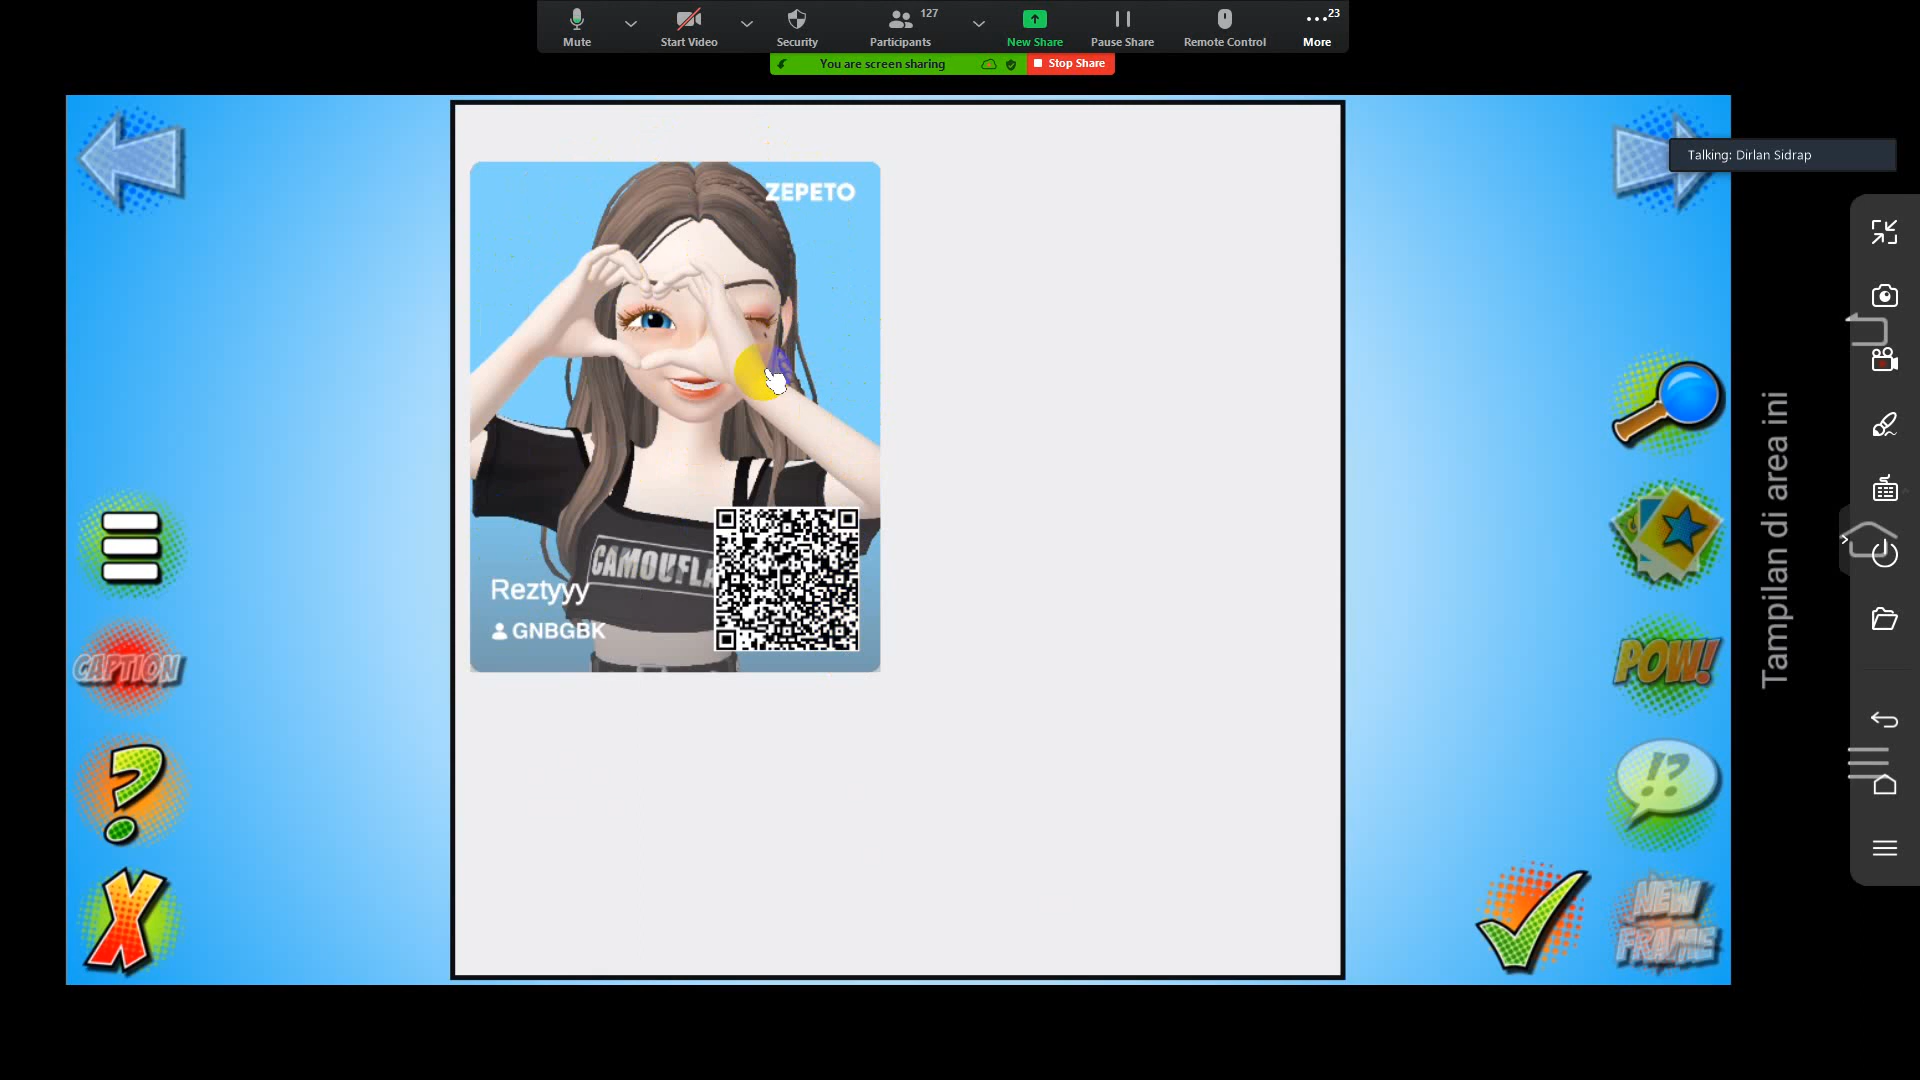 127
23
Mute
Start Video
Security
Participants
New Share
Pause Share
Remote Control
More
You are screen sharing
Stop Share
Talking: Dirlan Sidrap
ZEPETO
CAMOUFLA
Reztyyy
GNBGBK
CAPTION
?
X
POW!
!?
NEW
FRAME
Tampilan di area ini